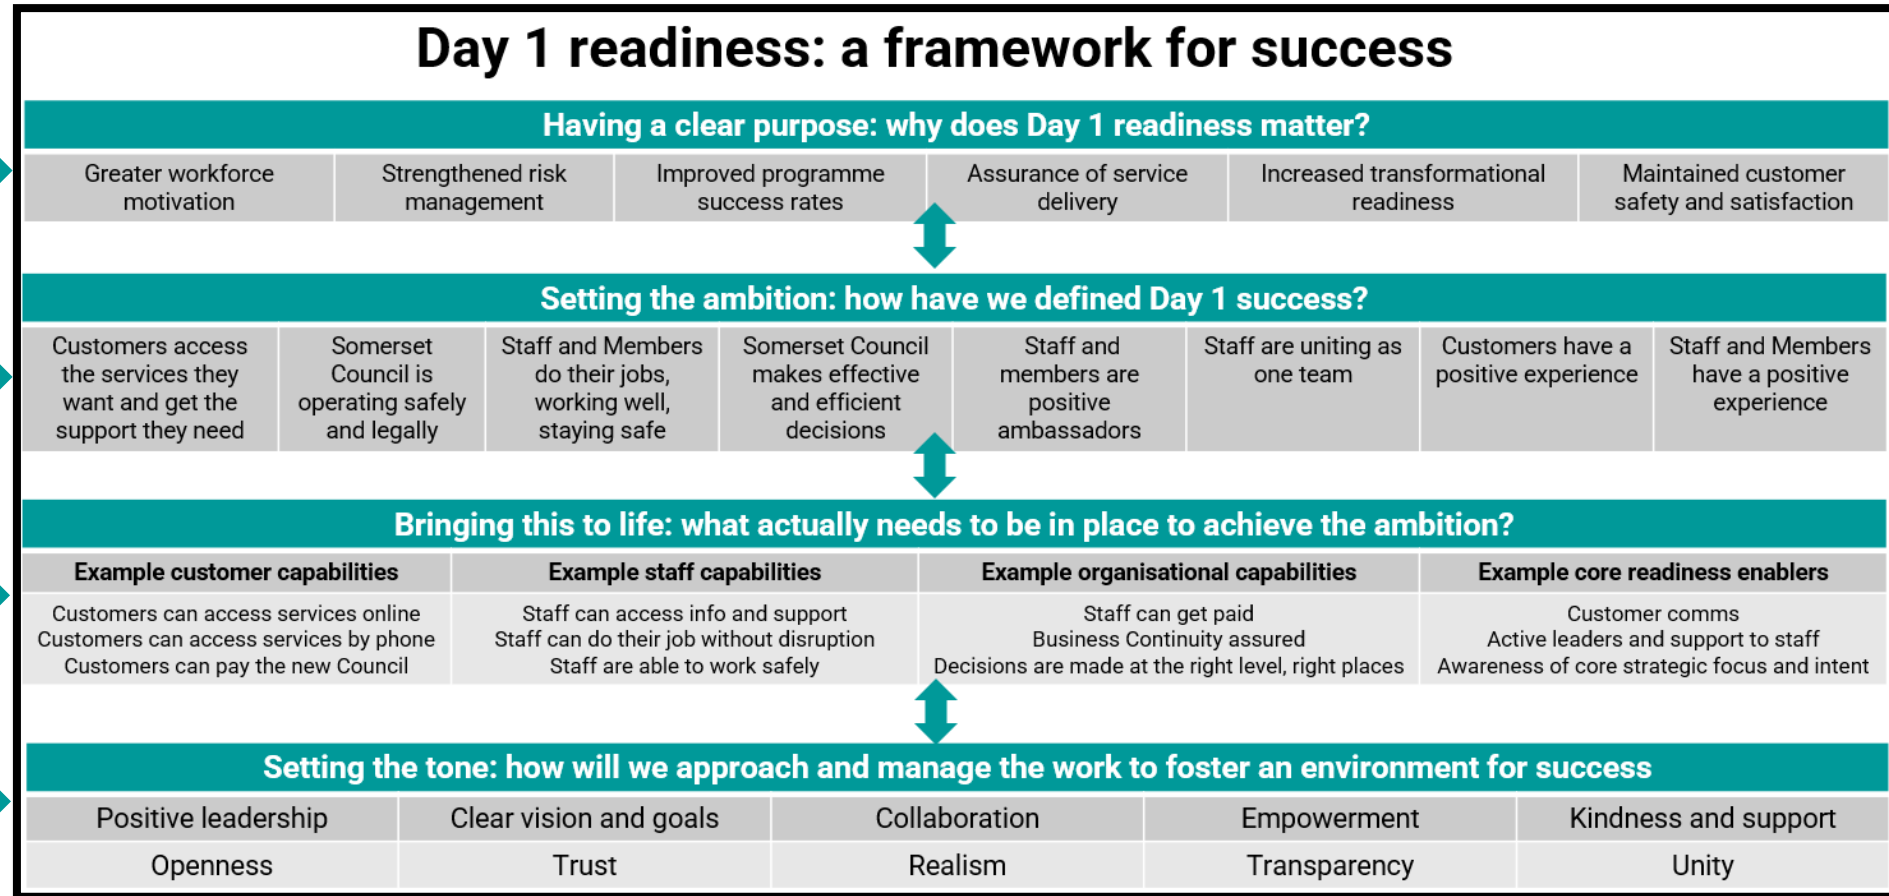 Day 1 readiness: a framework for success
Having a clear purpose: why does Day 1 readiness matter?
Greater workforce
motivation
Strengthened risk
management
Improved programme
success rates
Assurance of service
delivery
Increased transformational
readiness
Maintained customer
safety and satisfaction
Setting the ambition: how have we defined Day 1 success?
Customers access
the services they
want and get the
support they need
Somerset
Council is
operating safely
and legally
Staff and Members
do their jobs,
working well,
staying safe
Somerset Council
makes effective
and efficient
decisions
Staff and
members are
positive
ambassadors
Staff are uniting as
one team
Customers have a
positive experience
Staff and Members
have a positive
experience
Bringing this to life: what actually needs to be in place to achieve the ambition?
Example customer capabilities
Customers can access services online
Customers can access services by phone
Customers can pay the new Council
Example staff capabilities
Staff can access info and support
Staff can do their job without disruption
Staff are able to work safely
Example organisational capabilities
Staff can get paid
Business Continuity assured
Decisions are made at the right level, right places
Example core readiness enablers
Customer comms
Active leaders and support to staff
Awareness of core strategic focus and intent
Setting the tone: how will we approach and manage the work to foster an environment for success
Positive leadership
Clear vision and goals
Collaboration
Empowerment
Kindness and support
Openness
Trust
Realism
Transparency
Unity